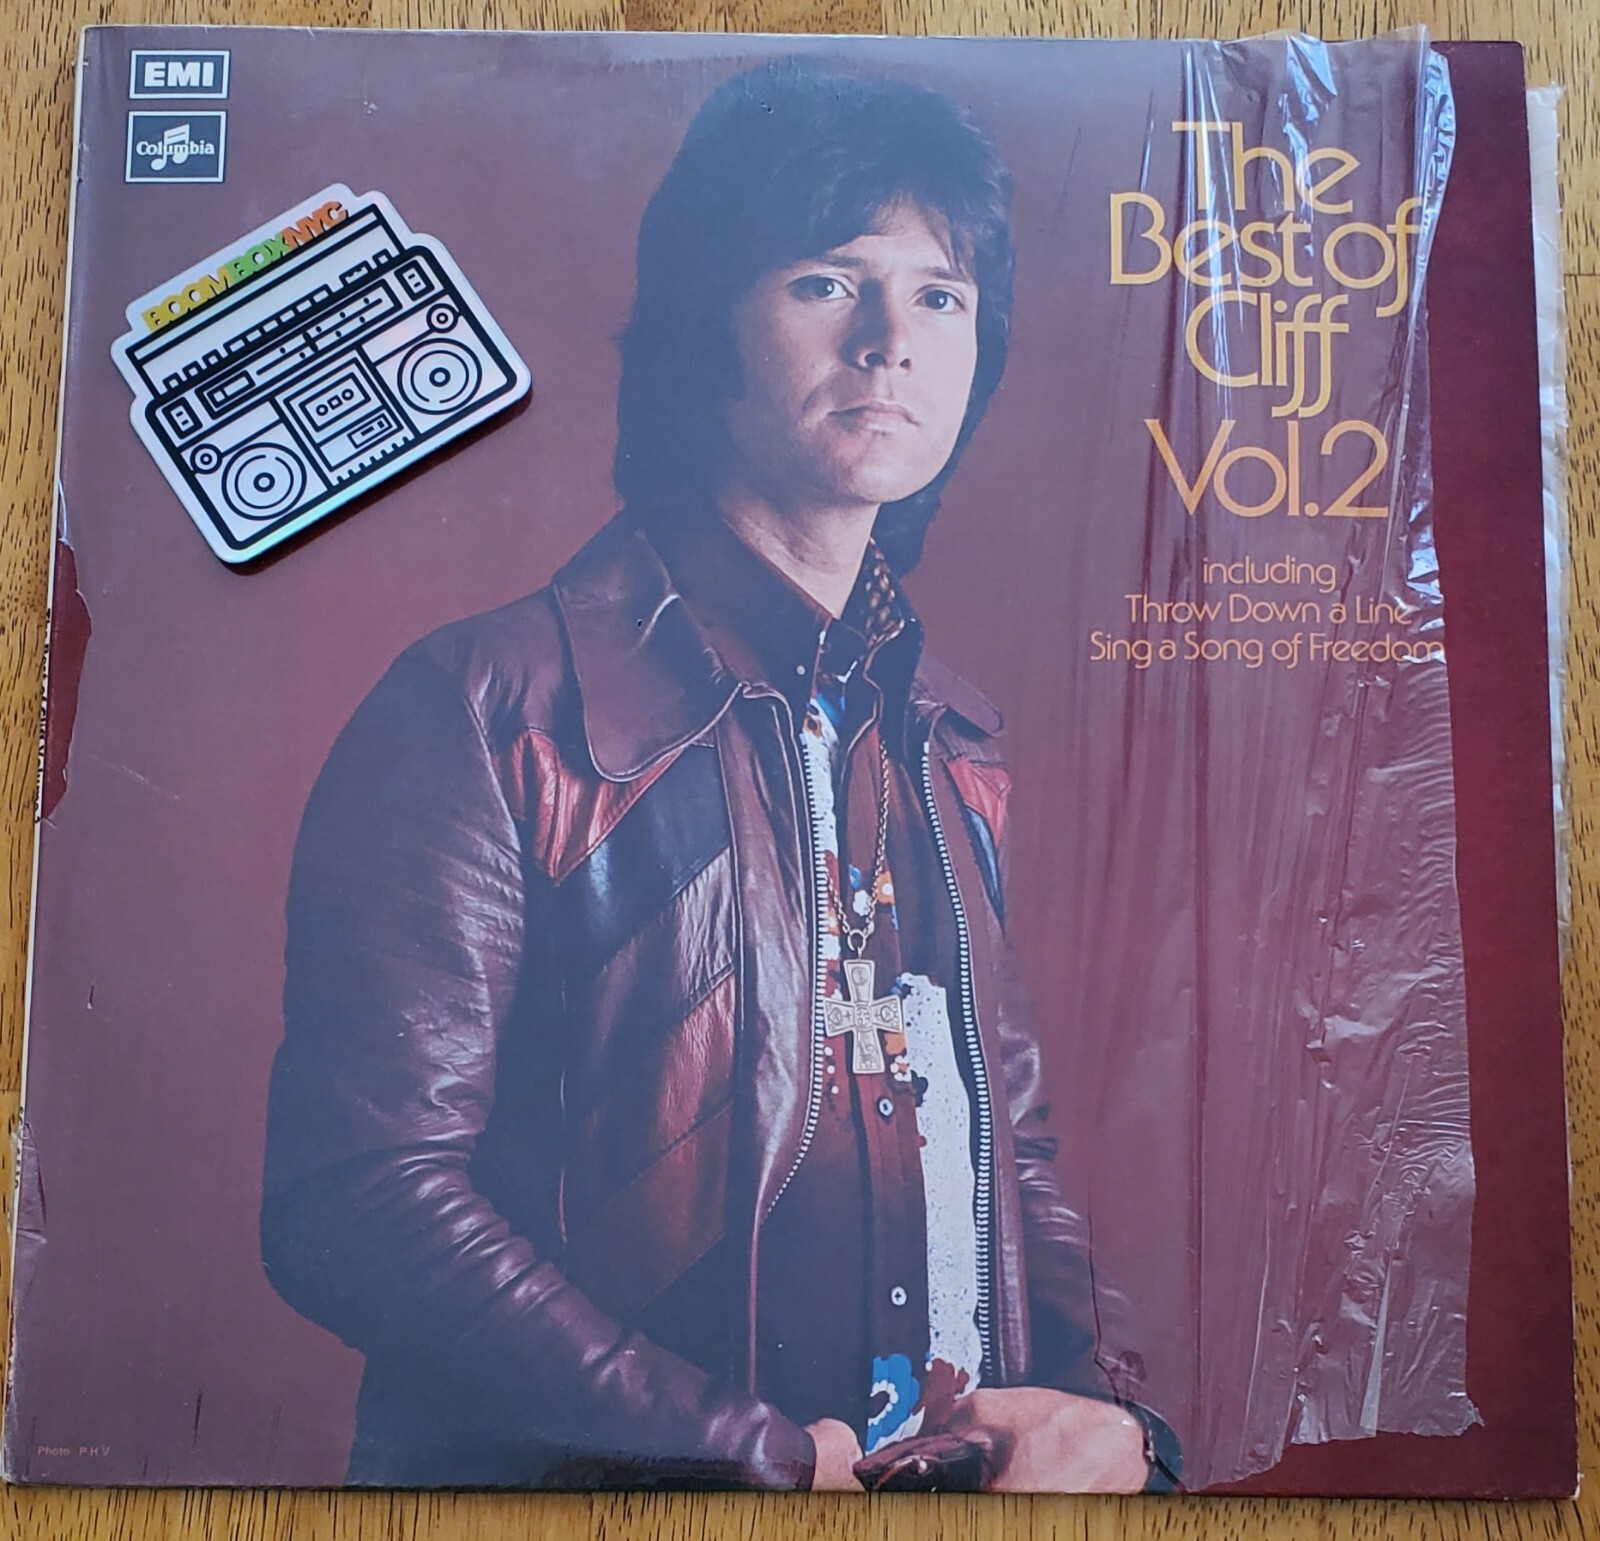 EMI
Columbia
BOOMBOXNYC
The
Best of
Cliff
Vol.2
including
Throw Down a Line
Sing a Song of Freedom
Photo P.H.V